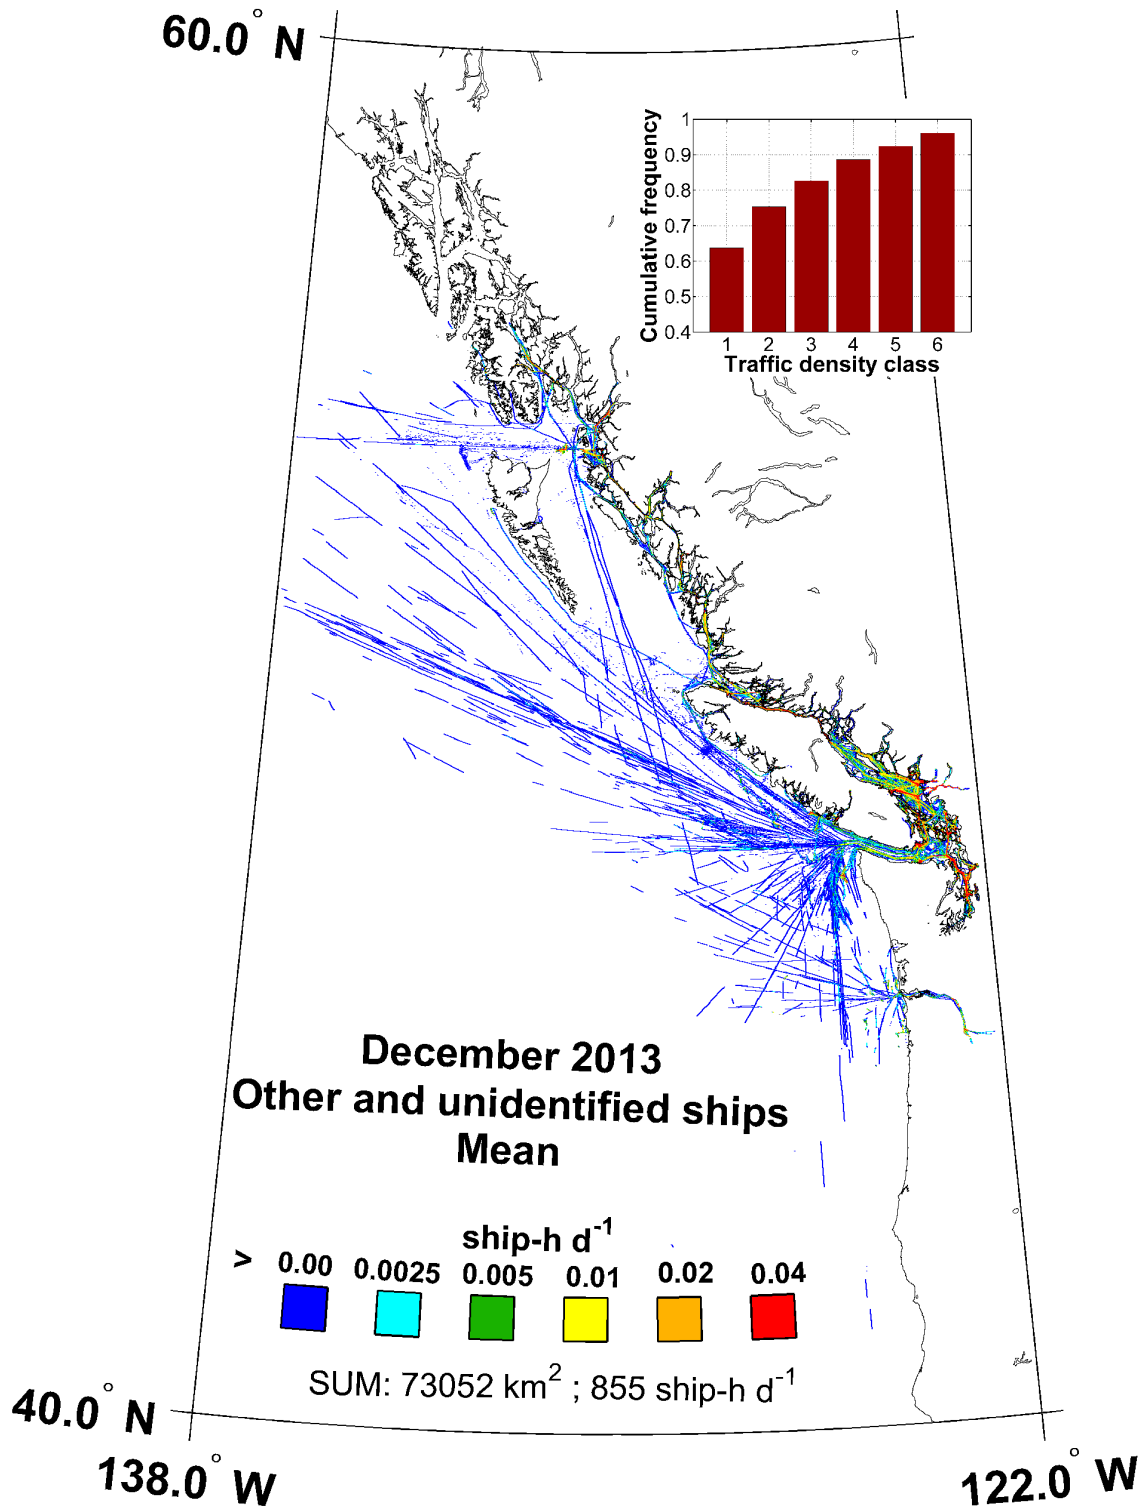 60.0° N
Cumulative frequency
1
0.9
0.8
0.7
0.6
0.5
0.4
1 2 3 4 5 6
Traffic density class
December 2013
Other and unidentified ships
Mean
ship-h d⁻¹
> 0.00 0.0025 0.005 0.01 0.02 0.04
SUM: 73052 km² ; 855 ship-h d⁻¹
40.0° N
138.0° W
122.0° W